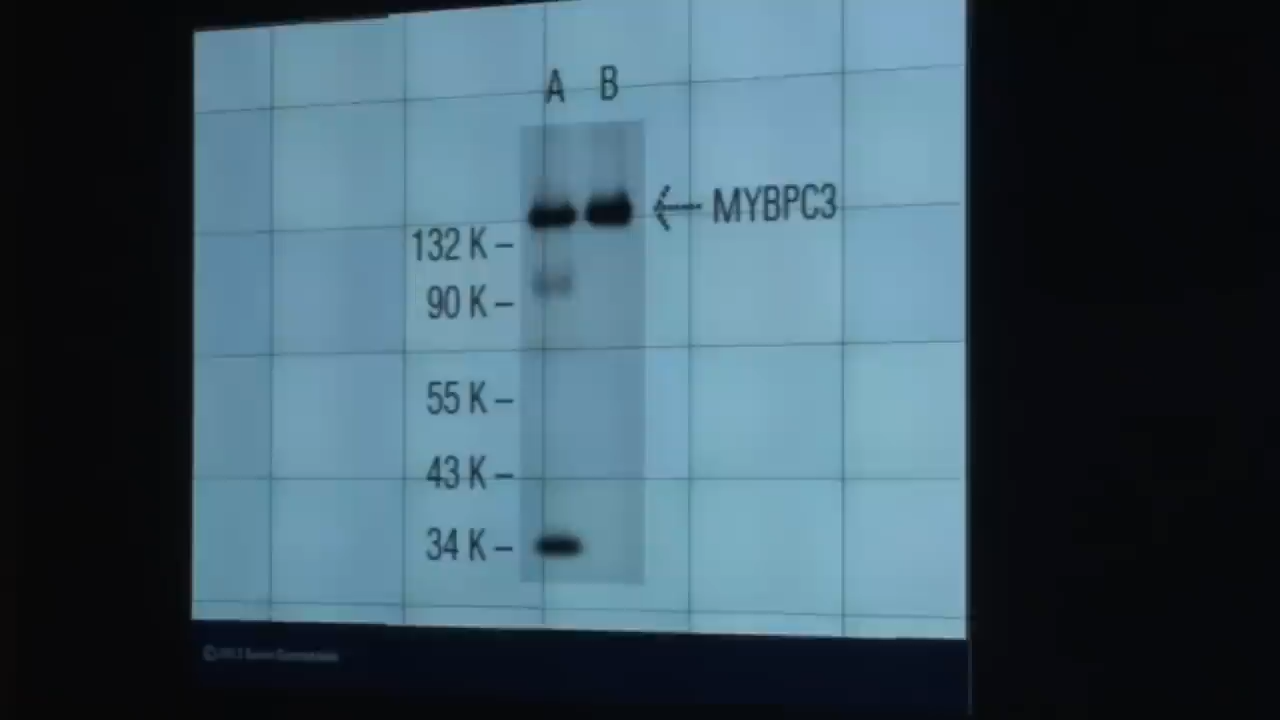 A B
← MYBPC3
132 K –
90 K –
55 K –
43 K –
34 K –